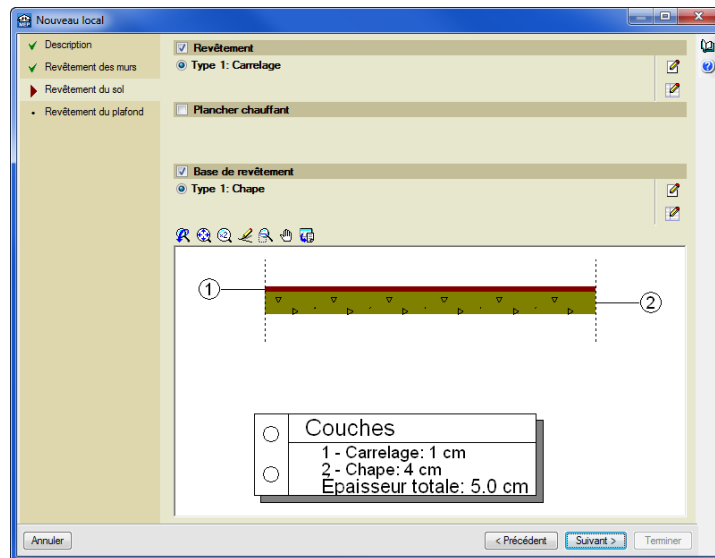 Nouveau local
Description
Revêtement des murs
Revêtement du sol
Revêtement du plafond
Revêtement
Type 1: Carrelage
Plancher chauffant
Base de revêtement
Type 1: Chape
1
2
Couches
1 - Carrelage: 1 cm
2 - Chape: 4 cm
Épaisseur totale: 5.0 cm
Annuler
< Précédent
Suivant >
Terminer